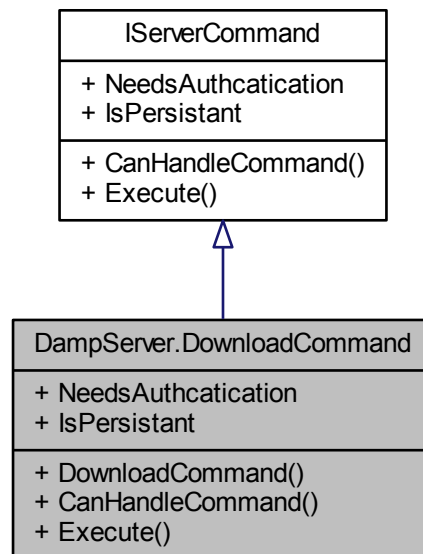 IServerCommand
+ NeedsAuthcatication
+ IsPersistant
+ CanHandleCommand()
+ Execute()
DampServer.DownloadCommand
+ NeedsAuthcatication
+ IsPersistant
+ DownloadCommand()
+ CanHandleCommand()
+ Execute()